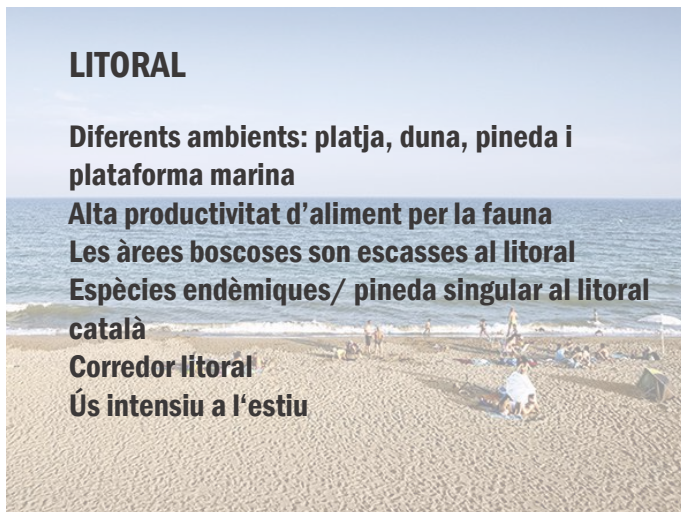 LITORAL
Diferents ambients: platja, duna, pineda i
plataforma marina
Alta productivitat d’aliment per la fauna
Les àrees boscoses son escasses al litoral
Espècies endèmiques/ pineda singular al litoral
català
Corredor litoral
Ús intensiu a l‘estiu